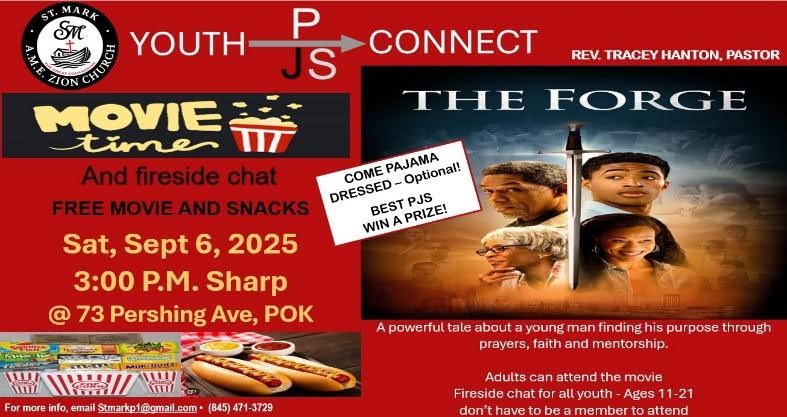 ST. MARK
SM
A.M.E. ZION CHURCH
YOUTH PJS CONNECT
REV. TRACEY HANTON, PASTOR
MOVIE
time
And fireside chat
FREE MOVIE AND SNACKS
Sat, Sept 6, 2025
3:00 P.M. Sharp
@ 73 Pershing Ave, POK
COME PAJAMA
DRESSED – Optional!
BEST PJS
WIN A PRIZE!
THE FORGE
A powerful tale about a young man finding his purpose through
prayers, faith and mentorship.
Adults can attend the movie
Fireside chat for all youth - Ages 11-21
don't have to be a member to attend
For more info, email Stmarkp1@gmail.com • (845) 471-3729